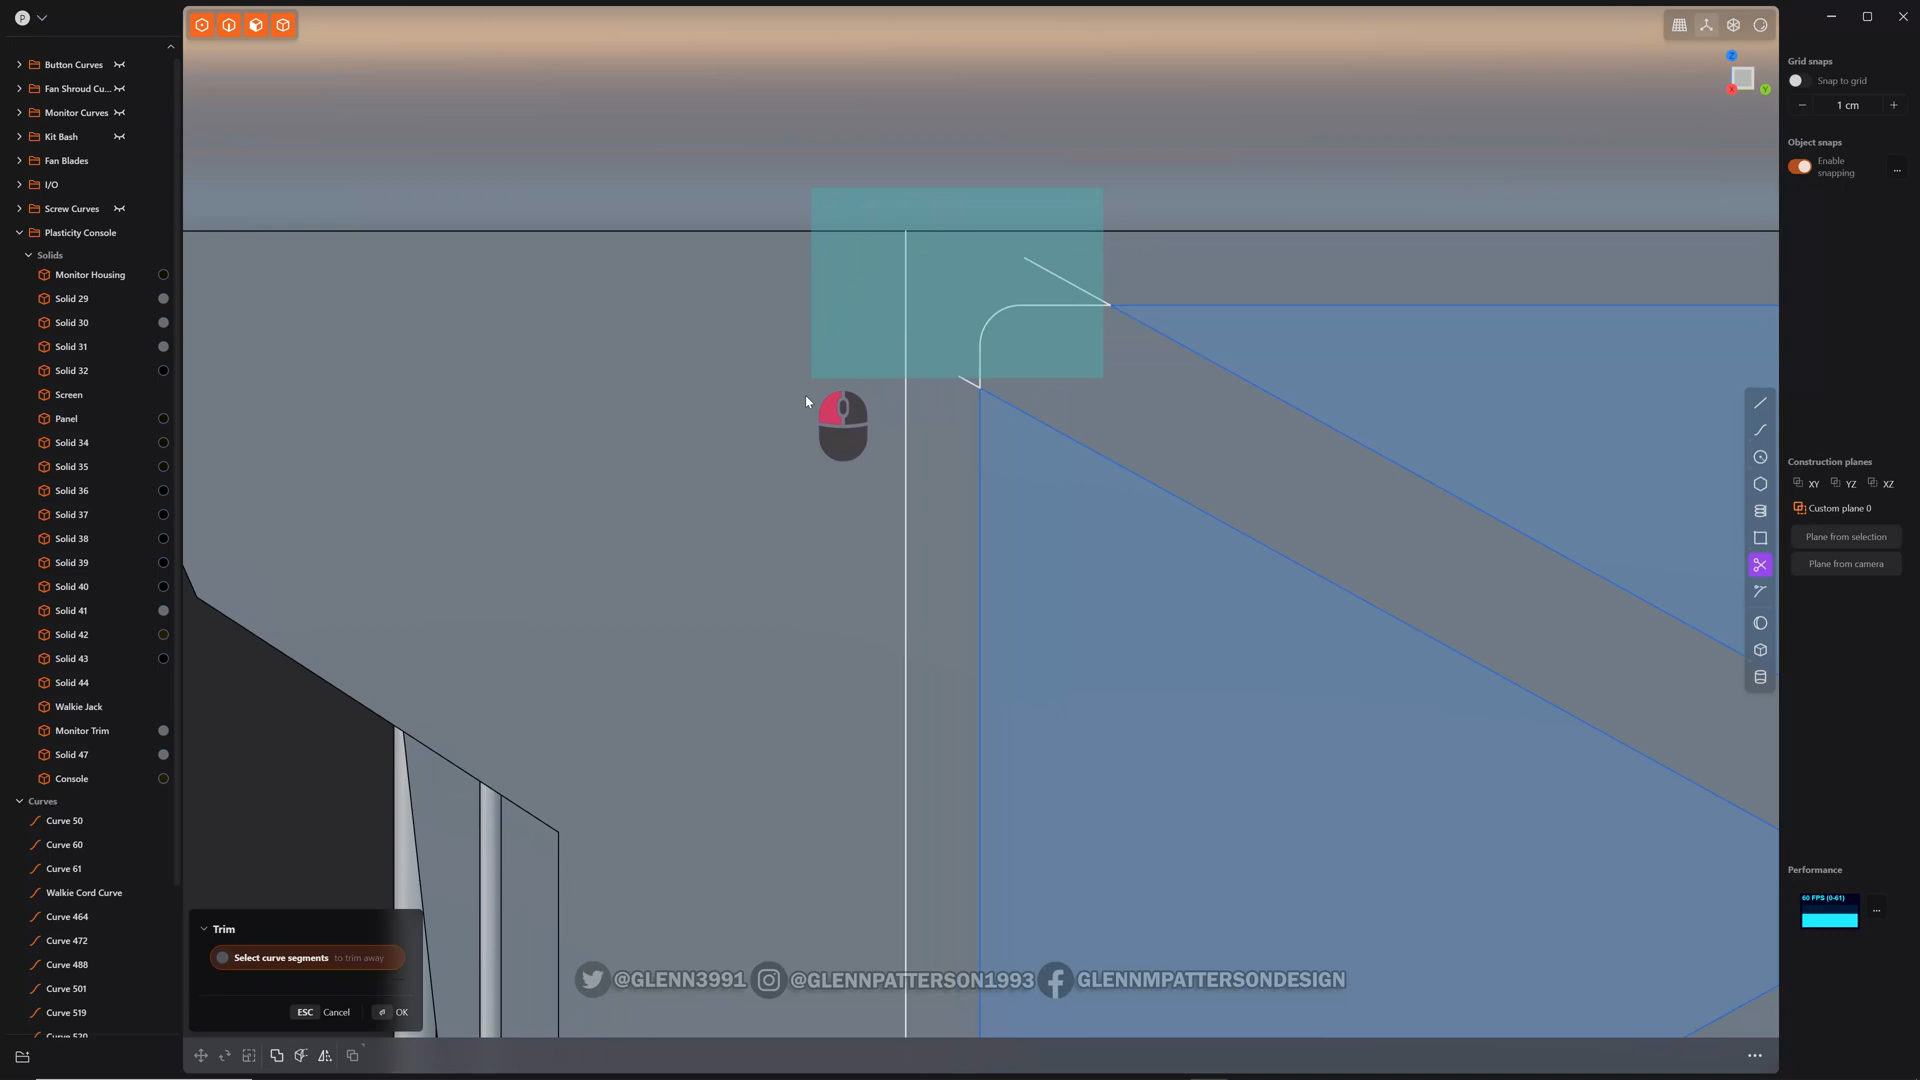 P
Button Curves
Fan Shroud Cu...
Monitor Curves
Kit Bash
Fan Blades
I/O
Screw Curves
Plasticity Console
Solids
Monitor Housing
Solid 29
Solid 30
Solid 31
Solid 32
Screen
Panel
Solid 34
Solid 35
Solid 36
Solid 37
Solid 38
Solid 39
Solid 40
Solid 41
Solid 42
Solid 43
Solid 44
Walkie Jack
Monitor Trim
Solid 47
Console
Curves
Curve 50
Curve 60
Curve 61
Walkie Cord Curve
Curve 464
Curve 472
Curve 488
Curve 501
Curve 519
Curve 520
Trim
Select curve segments to trim away
ESC Cancel OK
@GLENN3991 @GLENNPATTERSON1993 GLENNMPATTERSONDESIGN
Z
X Y
Grid snaps
Snap to grid
1 cm
Object snaps
Enable
snapping
Construction planes
XY YZ XZ
Custom plane 0
Plane from selection
Plane from camera
Performance
60 FPS (0-61)